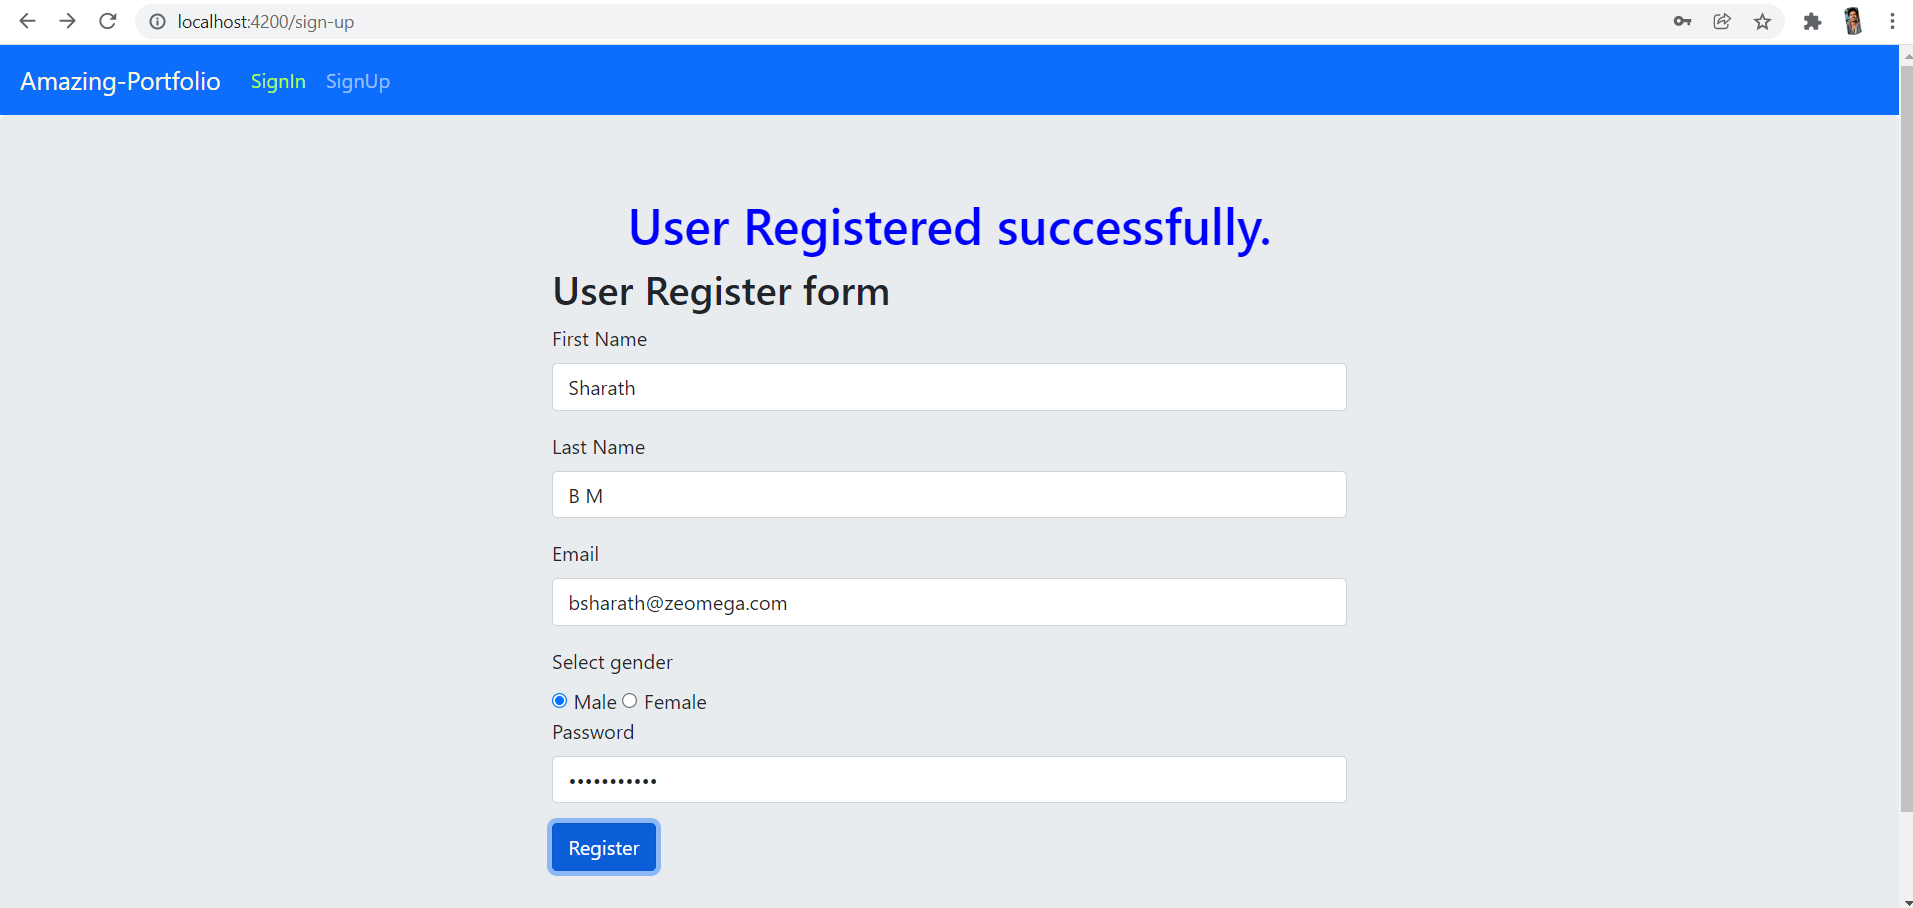 localhost:4200/sign-up
Amazing-Portfolio SignIn SignUp
User Registered successfully.
User Register form
First Name
Sharath
Last Name
B M
Email
bsharath@zeomega.com
Select gender
Male Female
Password
•••••••••••
Register